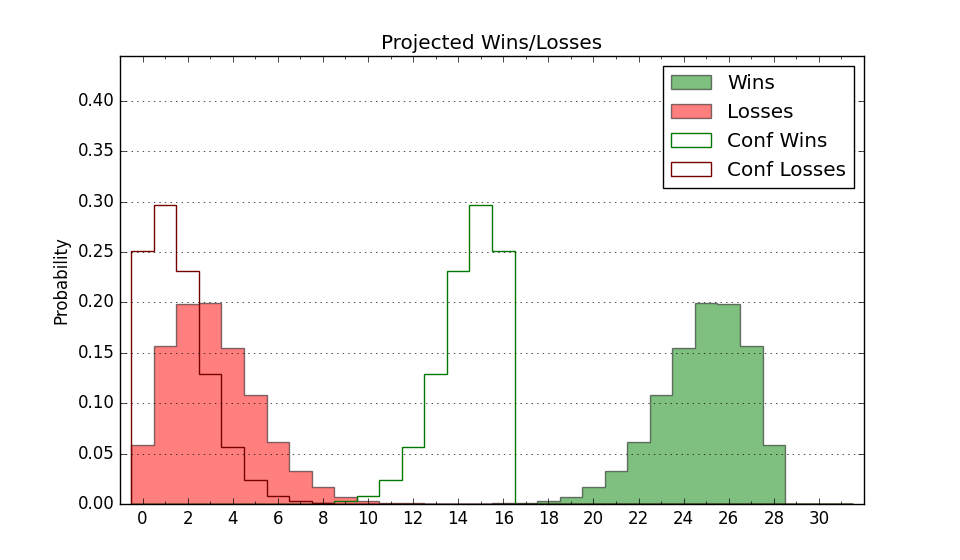 Projected Wins/Losses
Wins
Losses
Conf Wins
Conf Losses
Probability
0.40
0.35
0.30
0.25
0.20
0.15
0.10
0.05
0.00
0 2 4 6 8 10 12 14 16 18 20 22 24 26 28 30